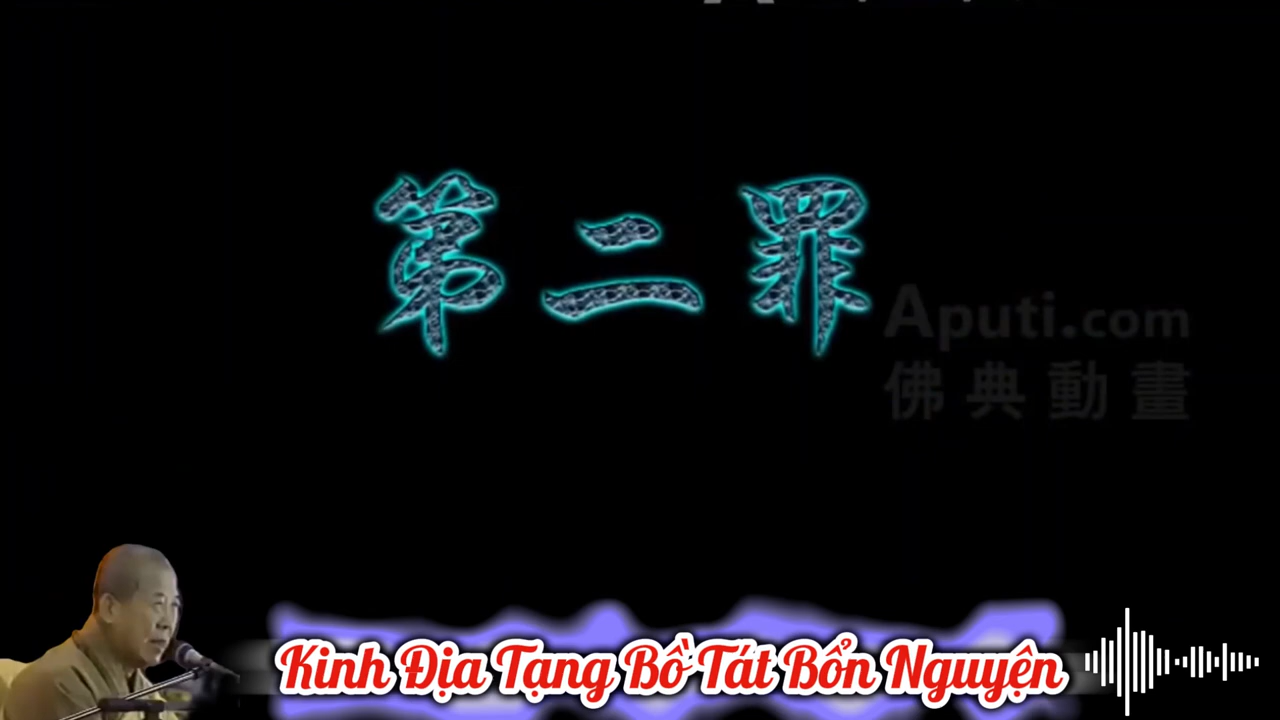 第二罪
Aputi.com
佛典動畫
Kinh Địa Tạng Bồ Tát Bổn Nguyện